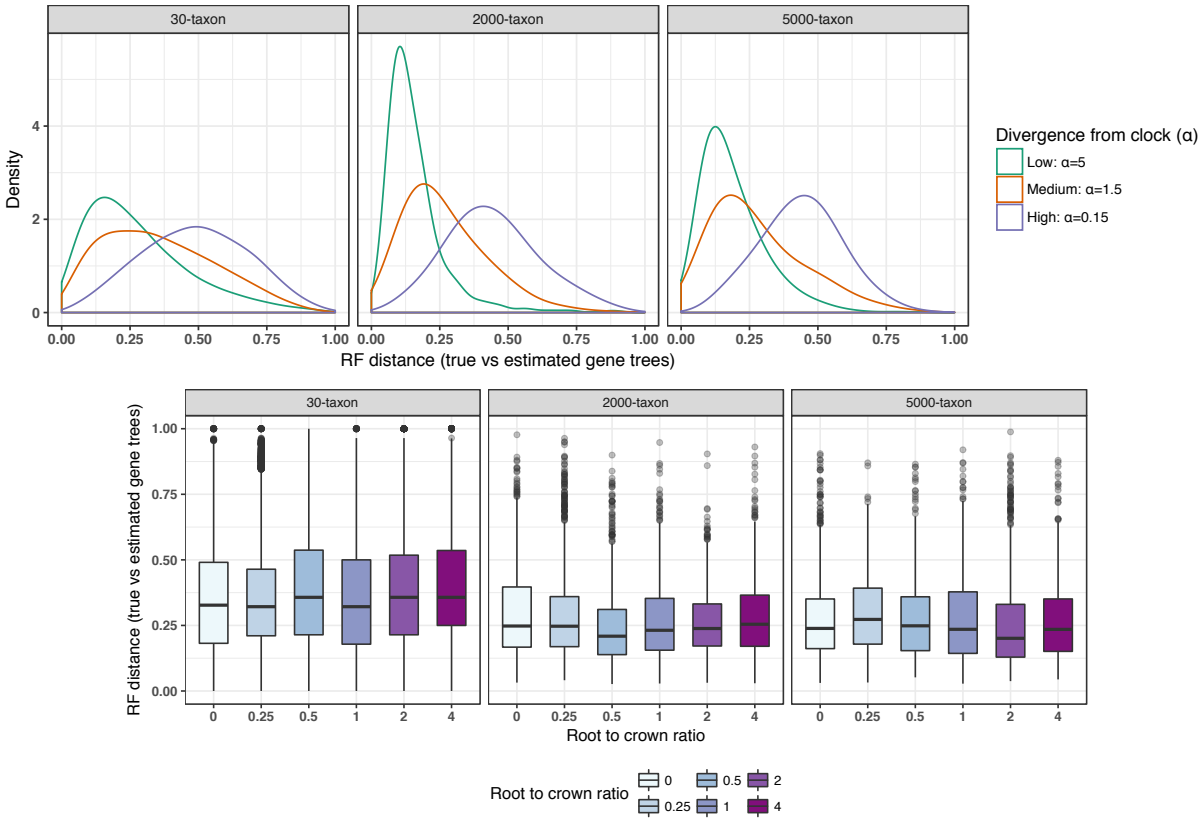 30-taxon 2000-taxon 5000-taxon
Density
4
2
0
0.00 0.25 0.50 0.75 1.00 0.00 0.25 0.50 0.75 1.00 0.00 0.25 0.50 0.75 1.00
RF distance (true vs estimated gene trees)
Divergence from clock (α)
Low: α=5
Medium: α=1.5
High: α=0.15
30-taxon 2000-taxon 5000-taxon
RF distance (true vs estimated gene trees)
1.00
0.75
0.50
0.25
0.00
0 0.25 0.5 1 2 4 0 0.25 0.5 1 2 4 0 0.25 0.5 1 2 4
Root to crown ratio
Root to crown ratio
0 0.5 2
0.25 1 4